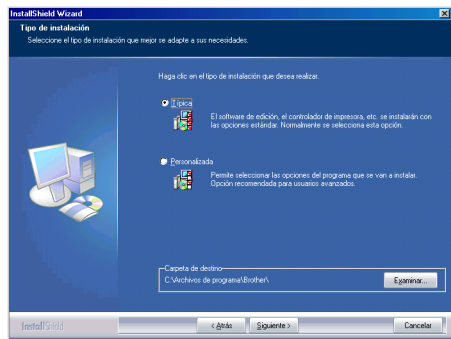 InstallShield Wizard
Tipo de instalación
Seleccione el tipo de instalación que mejor se adapte a sus necesidades.
Haga clic en el tipo de instalación que desea realizar.
Típica
El software de edición, el controlador de impresora, etc. se instalarán con
las opciones estándar. Normalmente se selecciona esta opción.
Personalizada
Permite seleccionar las opciones del programa que se van a instalar.
Opción recomendada para usuarios avanzados.
Carpeta de destino
C:\Archivos de programa\Brother\
Examinar...
InstallShield
< Atrás
Siguiente >
Cancelar